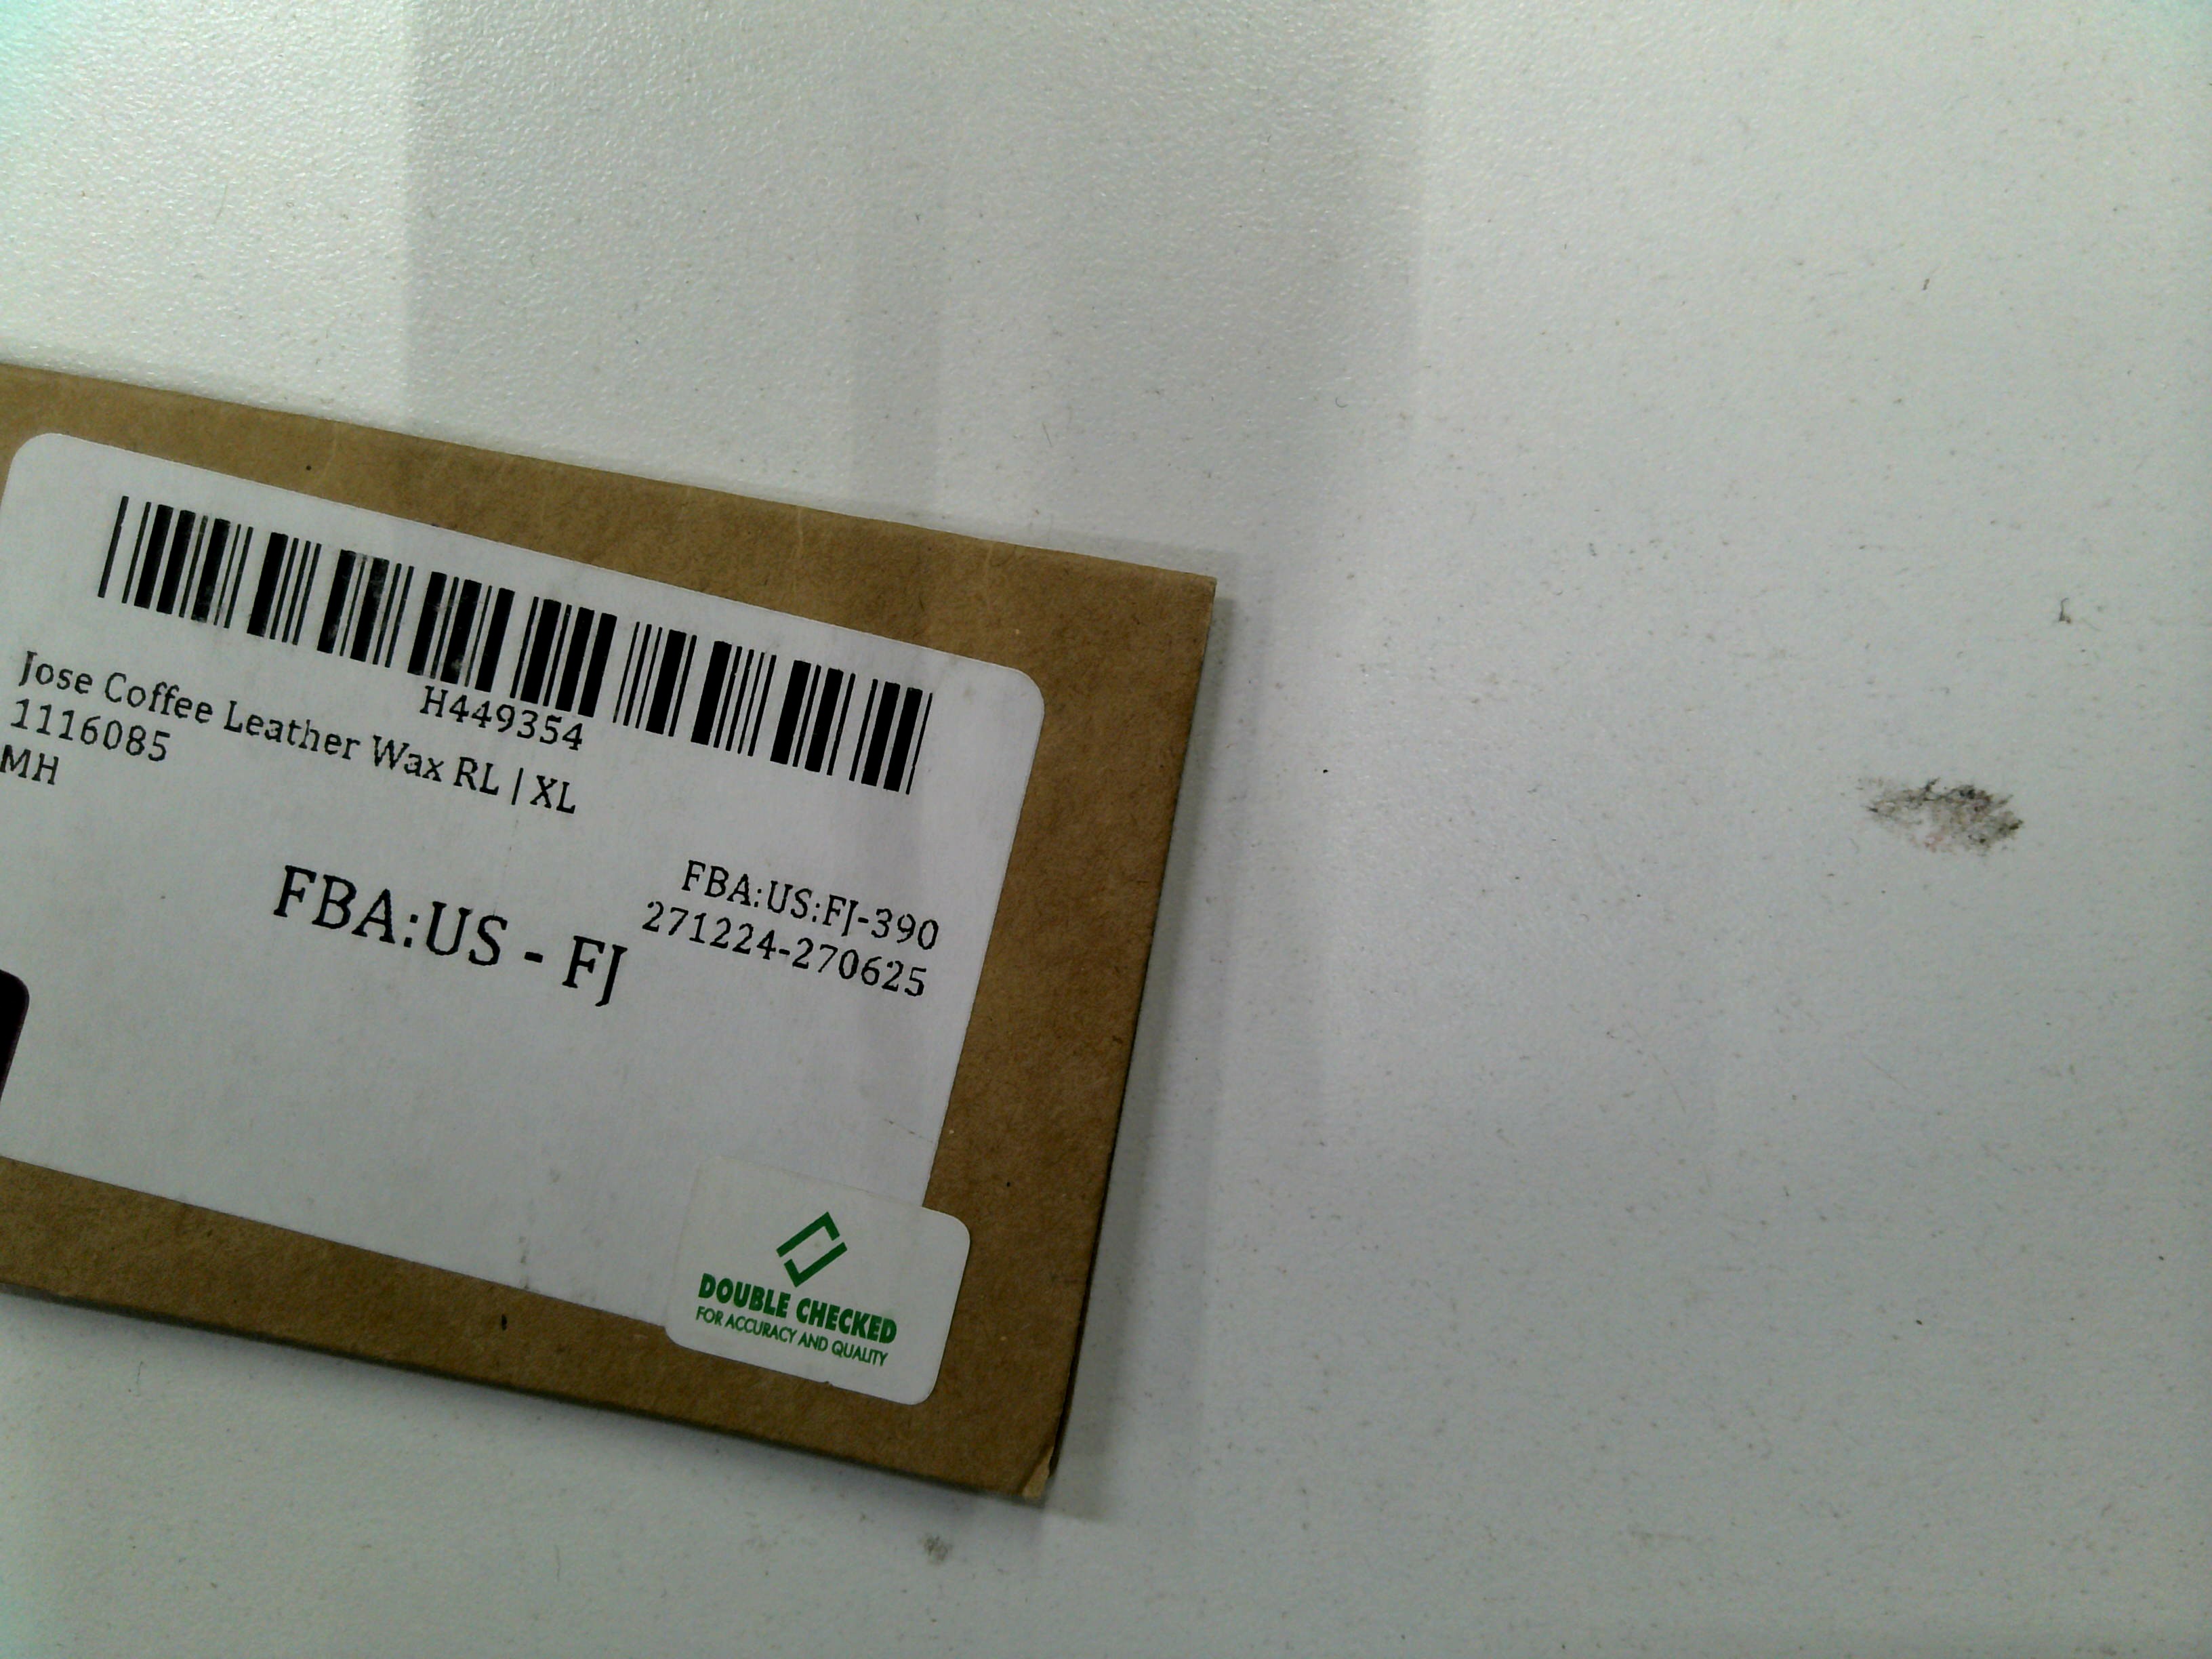 H449354
Jose Coffee Leather Wax RL | XL
1116085
MH
FBA:US:FJ-390
271224-270625
FBA:US - FJ
DOUBLE CHECKED
FOR ACCURACY AND QUALITY